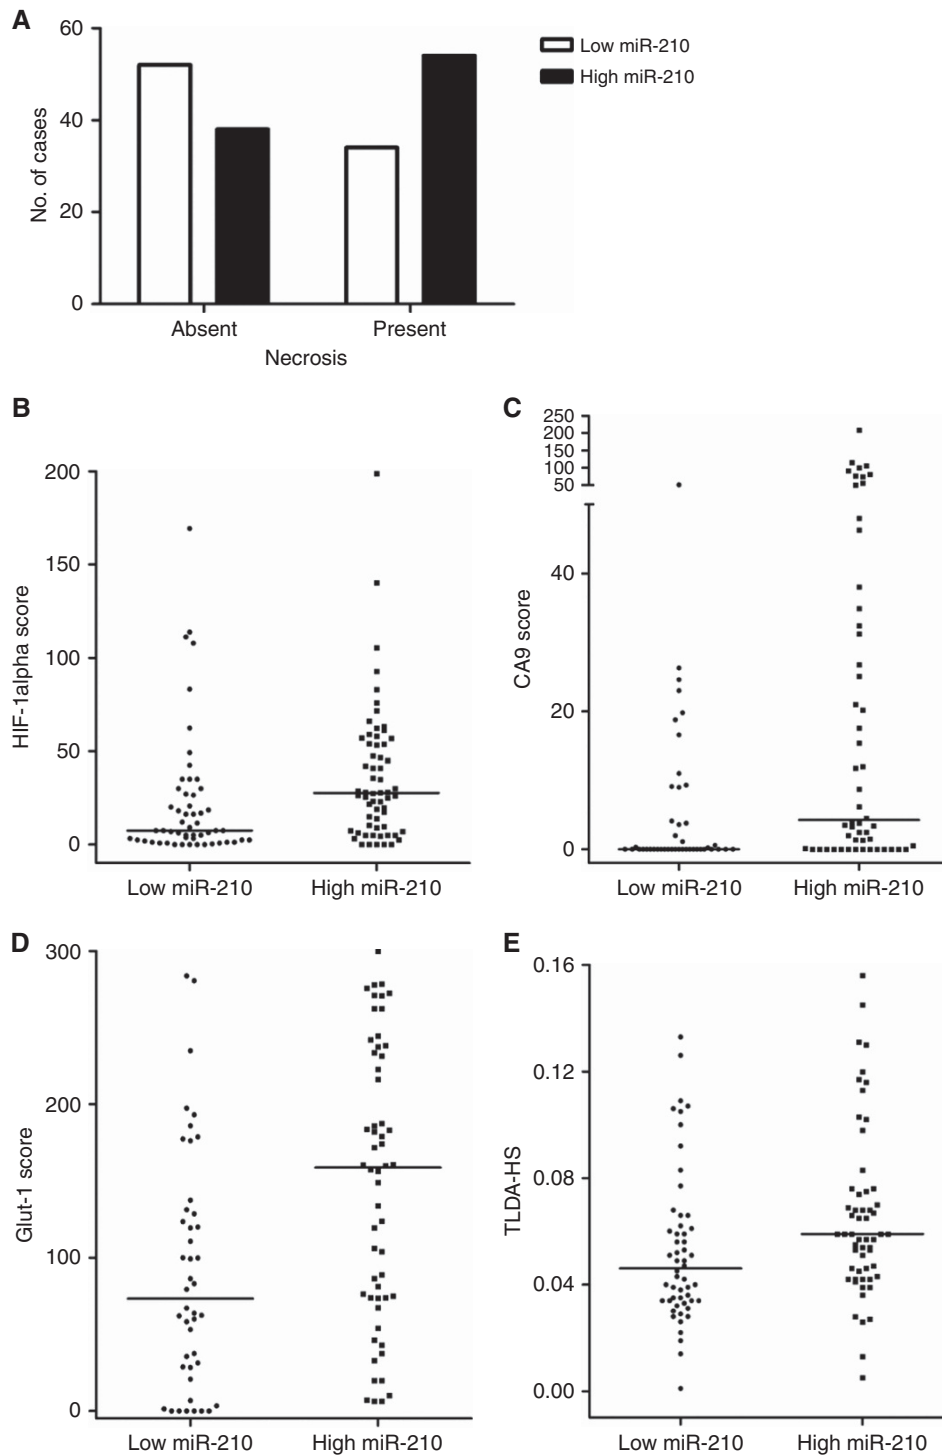 A
60
40
20
0
No. of cases
Low miR-210
High miR-210
Absent
Present
Necrosis
B
200
150
100
50
0
HIF-1alpha score
Low miR-210
High miR-210
C
250
200
150
100
50
40
20
0
CA9 score
Low miR-210
High miR-210
D
300
200
100
0
Glut-1 score
Low miR-210
High miR-210
E
0.16
0.12
0.08
0.04
0.00
TLDA-HS
Low miR-210
High miR-210